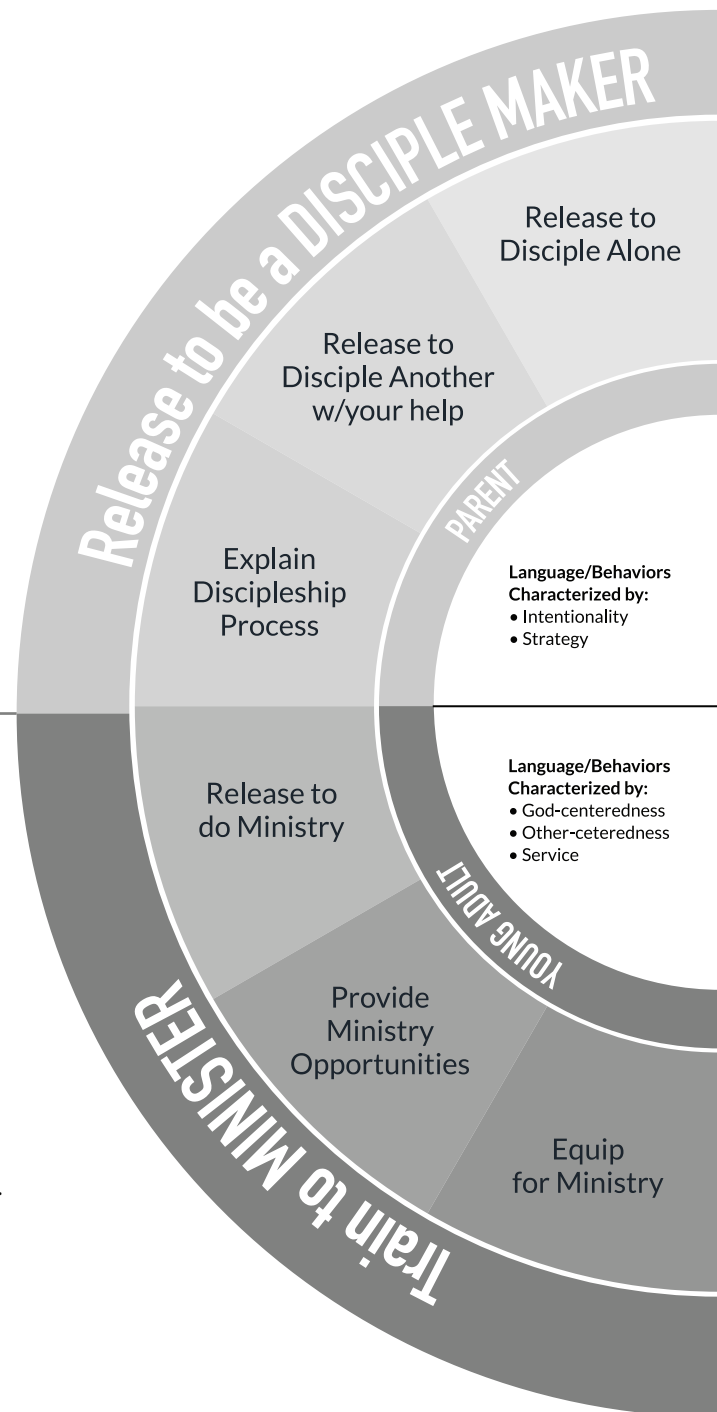 Release to be a DISCIPLE MAKER
Release to
Disciple Alone
Release to
Disciple Another
w/your help
Explain
Discipleship
Process
PARENT
Language/Behaviors
Characterized by:
• Intentionality
• Strategy
Release to
do Ministry
Provide
Ministry
Opportunities
Equip
for Ministry
YOUNG ADULT
Language/Behaviors
Characterized by:
• God-centeredness
• Other-ceteredness
• Service
Train to MINISTER